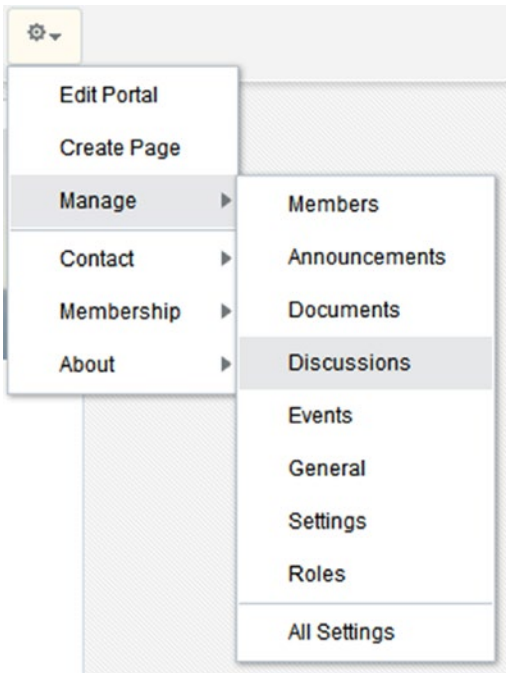 Edit Portal
Create Page
Manage
Contact
Membership
About
Members
Announcements
Documents
Discussions
Events
General
Settings
Roles
All Settings